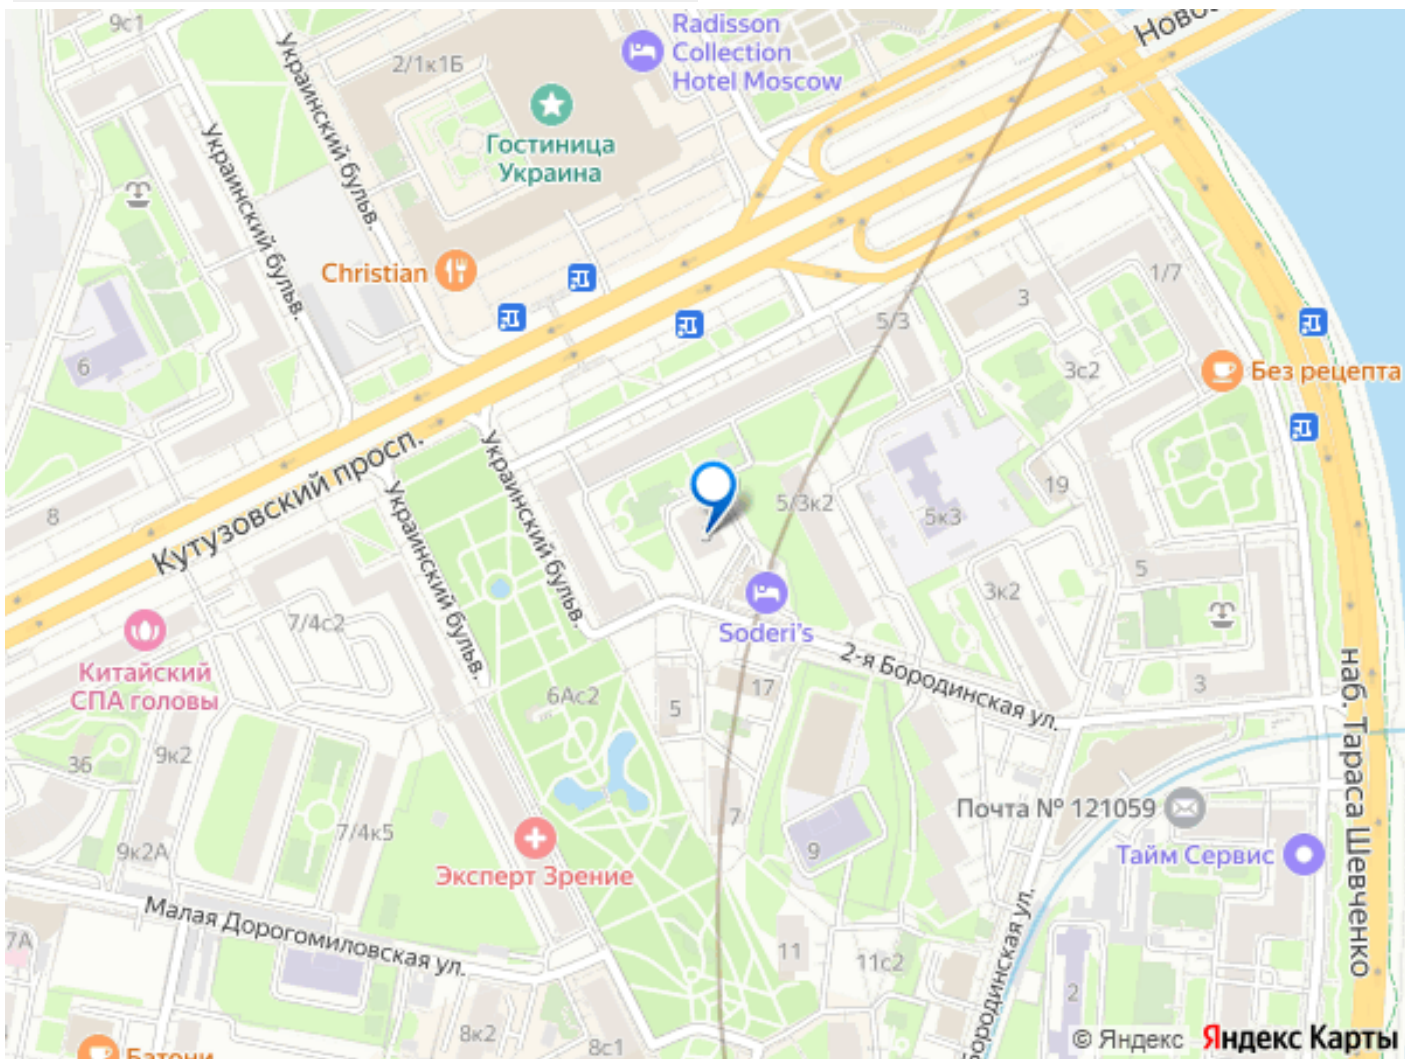 9с1
Украинский бульв.
2/1к1Б
Radisson
Collection
Hotel Moscow
Украинский бульв.
Гостиница
Украина
Christian
1/7
3
5/3
6
3с2
Без рецепта
Кутузовский просп.
Украинский бульв.
Украинский бульв.
8
19
5/3к2
5к3
5
3к2
7/4с2
Soderi's
2-я Бородинская ул.
Китайский
СПА головы
6Ас2
5
17
3
наб. Тараса Шевченко
36
9к2
7
Почта № 121059
7/4к5
9
Тайм Сервис
9к2А
Эксперт Зрение
Малая Дорогомиловская ул.
7А
11
11с2
2
8к2
8с1
Батони
© Яндекс Яндекс Карты